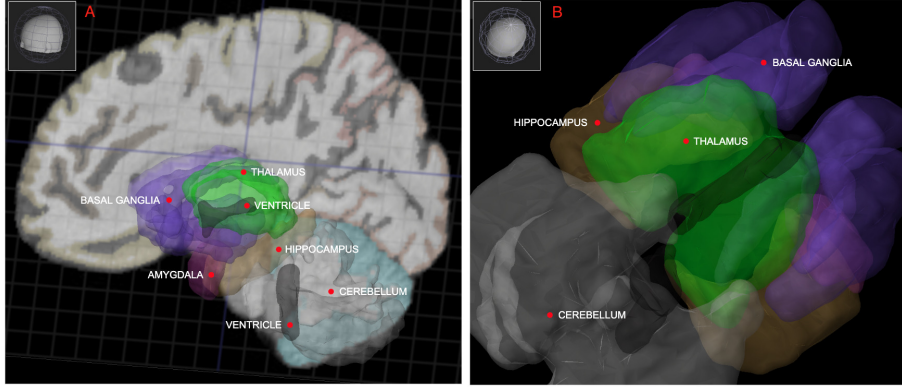 A
THALAMUS
BASAL GANGLIA
VENTRICLE
HIPPOCAMPUS
AMYGDALA
CEREBELLUM
VENTRICLE
B
BASAL GANGLIA
HIPPOCAMPUS
THALAMUS
CEREBELLUM